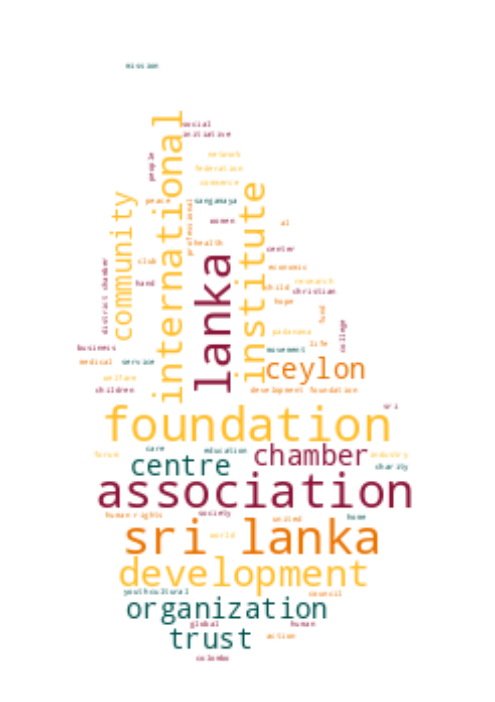 mission
social
initiative
international
people
network
federation
commerce
institute
community
peace
professional
sangamaya
women
al
health
lanka
center
club
economic
district chamber
hand
child
research
christian
hope
fund
college
padanama
business
life
movement
medical
service
ceylon
welfare
children
development foundation
sri
foundation
forum
care
education
chamber
industry
centre
charity
association
human rights
society
united
home
sri lanka
world
development
youth
cultural
council
organization
global
human
trust
action
colombo